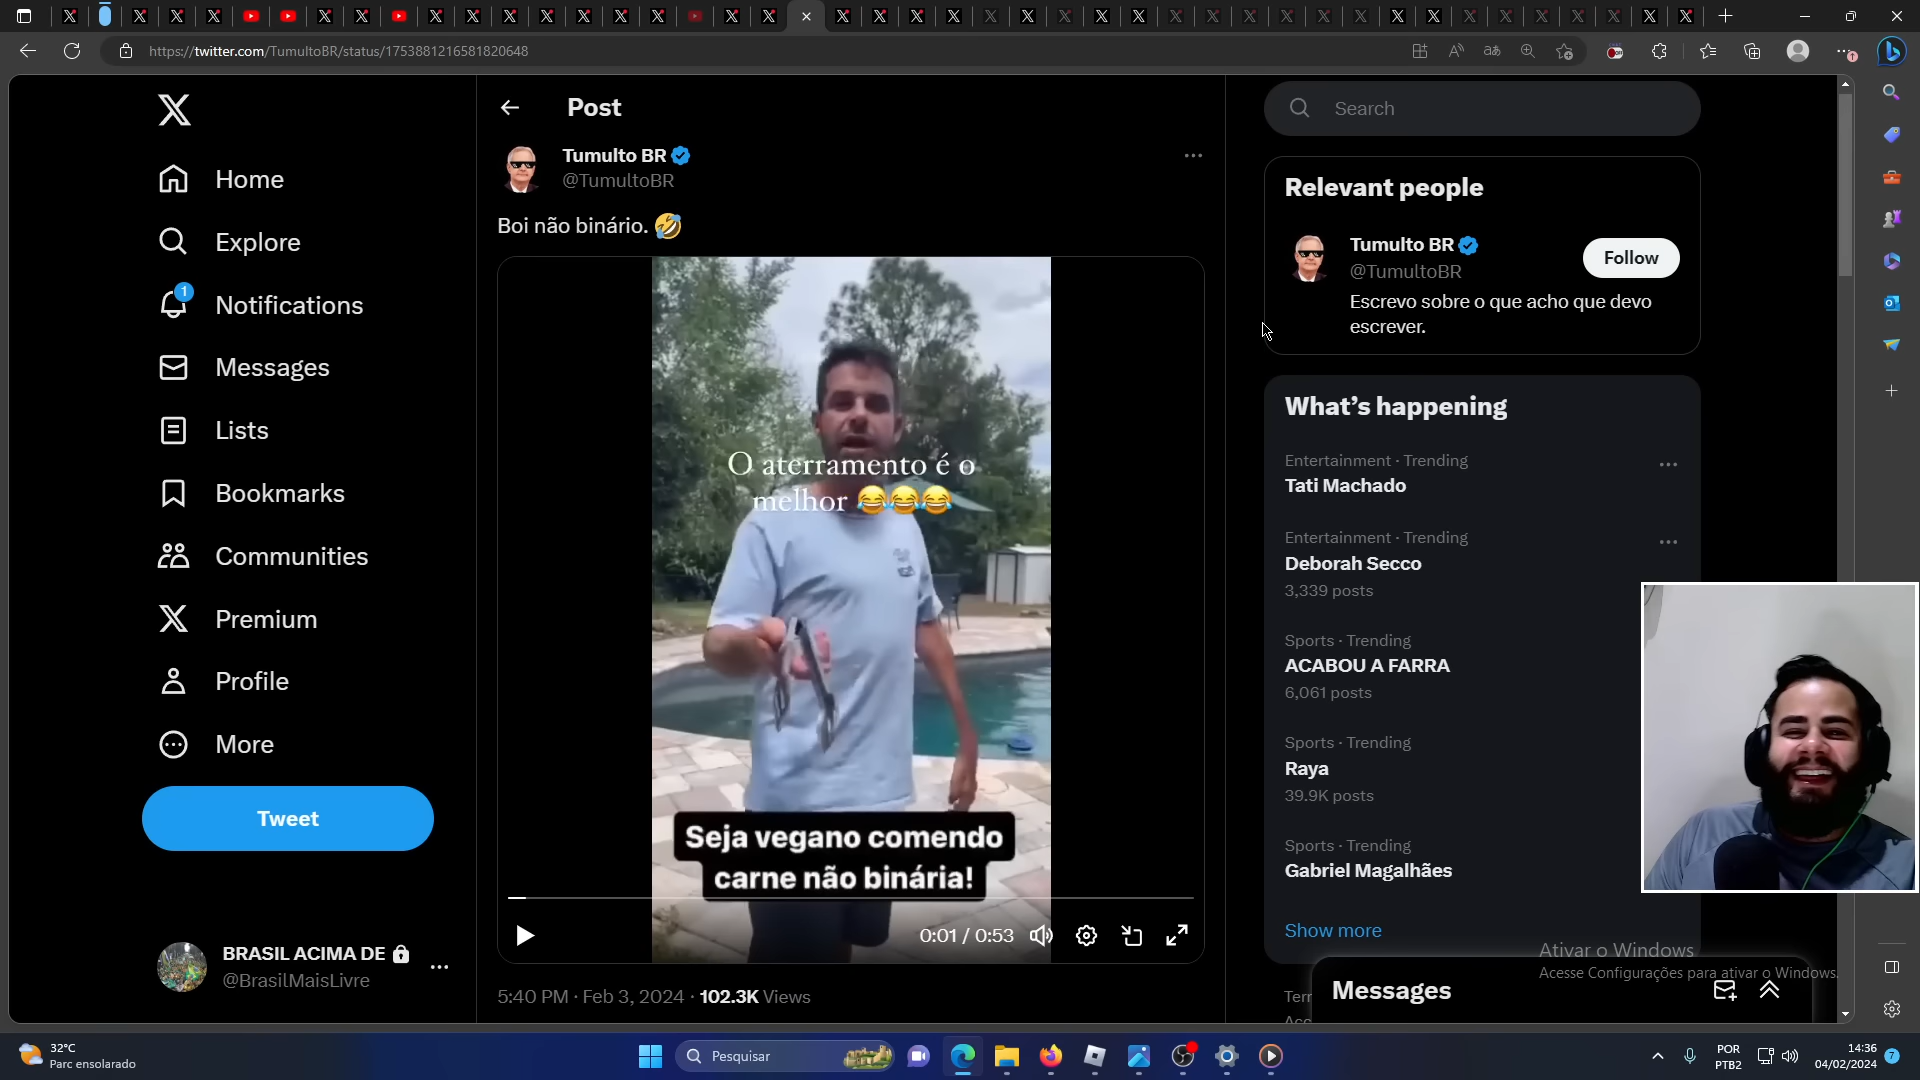 https://twitter.com/TumultoBR/status/1753881216581820648
Home
Explore
1
Notifications
Messages
Lists
Bookmarks
Communities
Premium
Profile
More
Tweet
BRASIL ACIMA DE
@BrasilMaisLivre
Post
Tumulto BR
@TumultoBR
Boi não binário.
O aterramento é o
melhor
Seja vegano comendo
carne não binária!
0:01 / 0:53
5:40 PM · Feb 3, 2024 · 102.3K Views
Search
Relevant people
Tumulto BR
@TumultoBR
Follow
Escrevo sobre o que acho que devo
escrever.
What's happening
Entertainment · Trending
Tati Machado
Entertainment · Trending
Deborah Secco
3,339 posts
Sports · Trending
ACABOU A FARRA
6,061 posts
Sports · Trending
Raya
39.9K posts
Sports · Trending
Gabriel Magalhães
Show more
Ativar o Windows
Acesse Configurações para ativar o Windows.
Messages
32°C
Parc ensolarado
Pesquisar
POR
PTB2
14:36
04/02/2024
7